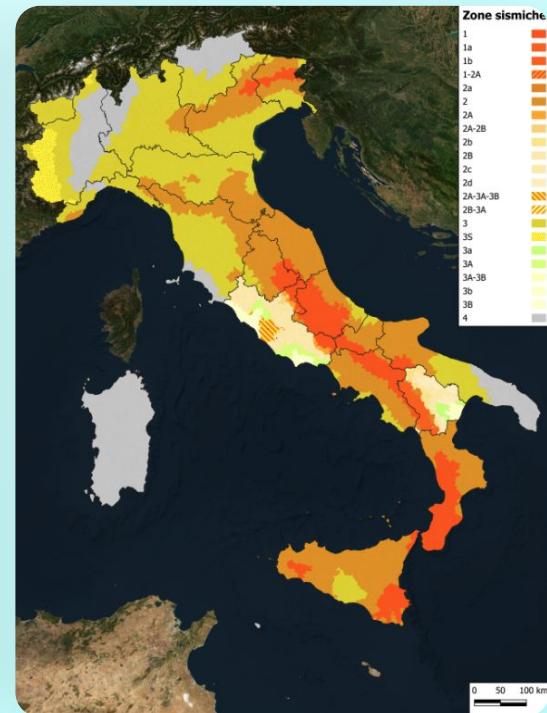 Zone sismiche
1
1a
1b
1-2A
2a
2
2A
2A-2B
2b
2B
2c
2d
2A-3A-3B
2B-3A
3
3S
3a
3A
3A-3B
3b
3B
4
0 50 100 km